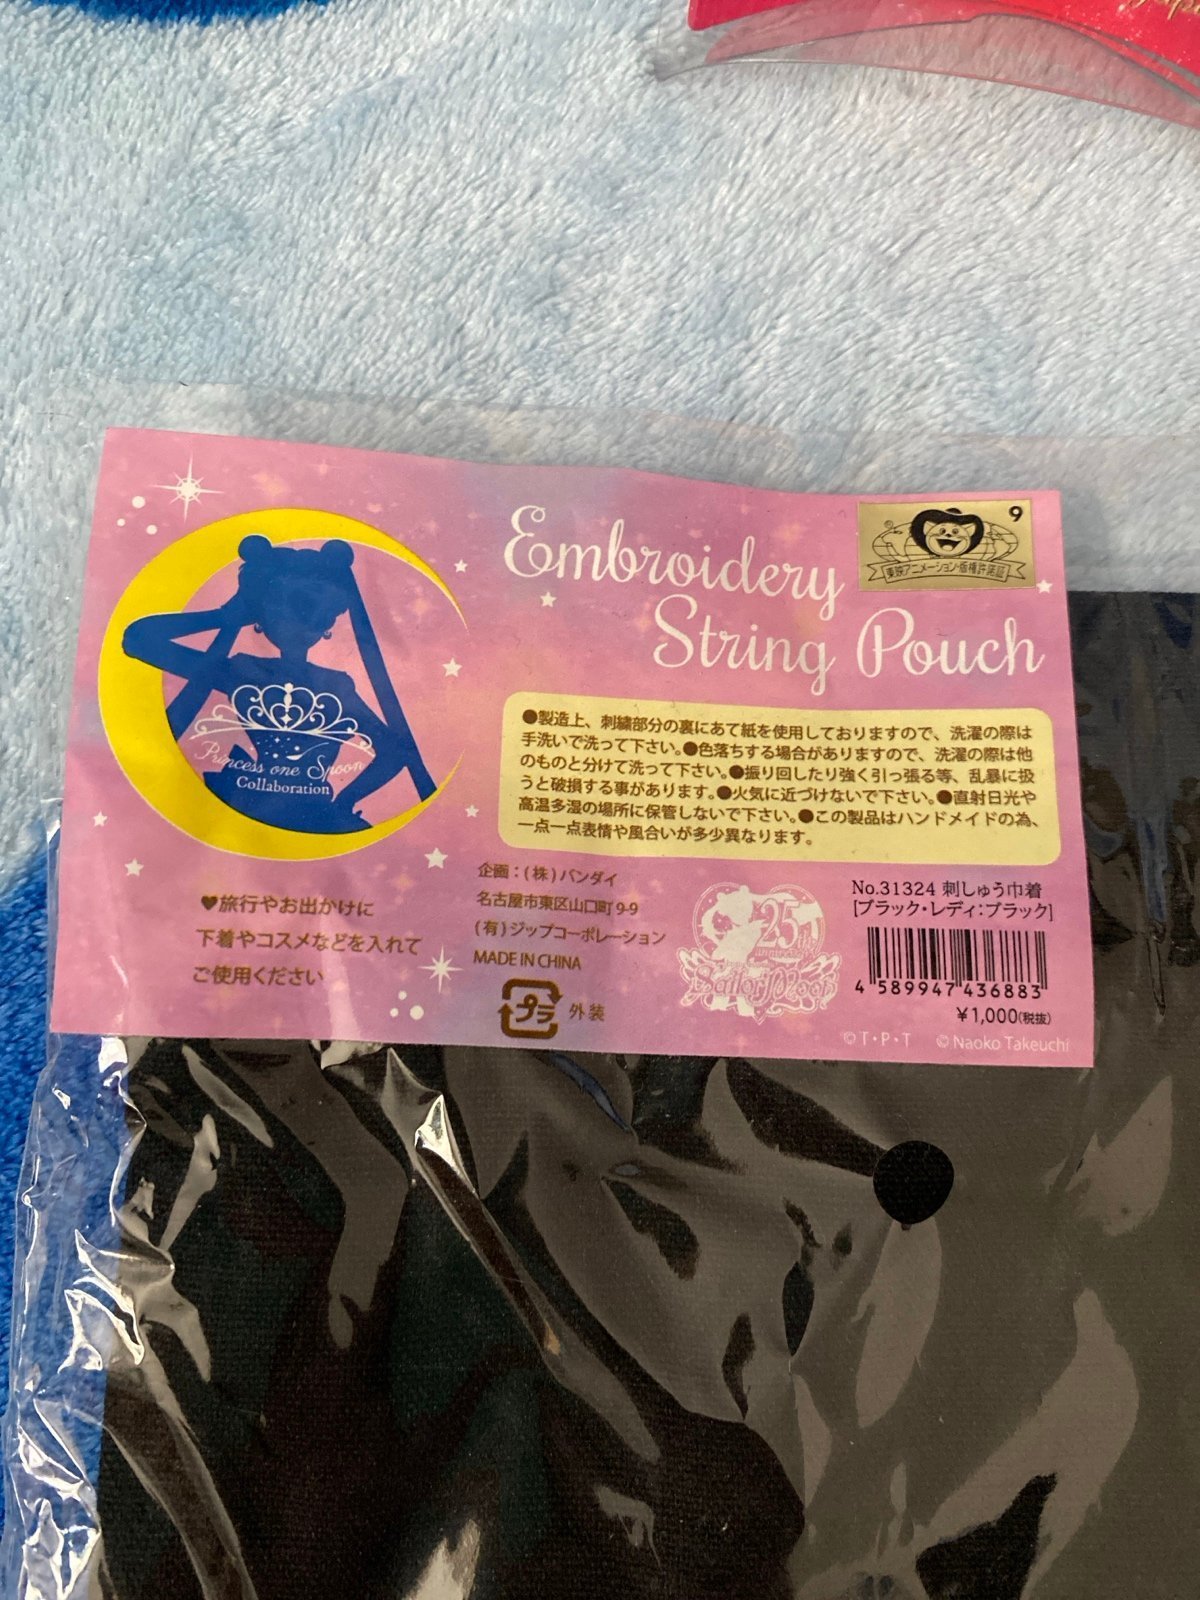 Embroidery
String Pouch
9
東映アニメーション・版権許諾証
Princess one Spoon
Collaboration
●製造上、刺繍部分の裏にあて紙を使用しておりますので、洗濯の際は
手洗いで洗って下さい。●色落ちする場合がありますので、洗濯の際は他
のものと分けて洗って下さい。●振り回したり強く引っ張る等、乱暴に扱
うと破損する事があります。●火気に近づけないで下さい。●直射日光や
高温多湿の場所に保管しないで下さい。●この製品はハンドメイドの為、
一点一点表情や風合いが多少異なります。
♥旅行やお出かけに
下着やコスメなどを入れて
ご使用ください
企画：(株)バンダイ
名古屋市東区山口町9-9
(有)ジップコーポレーション
MADE IN CHINA
プラ 外装
25th
anniversary
Sailor Moon
No.31324 刺しゅう巾着
[ブラック・レディ:ブラック]
4 589947 436883
¥1,000(税抜)
©T・P・T ©Naoko Takeuchi